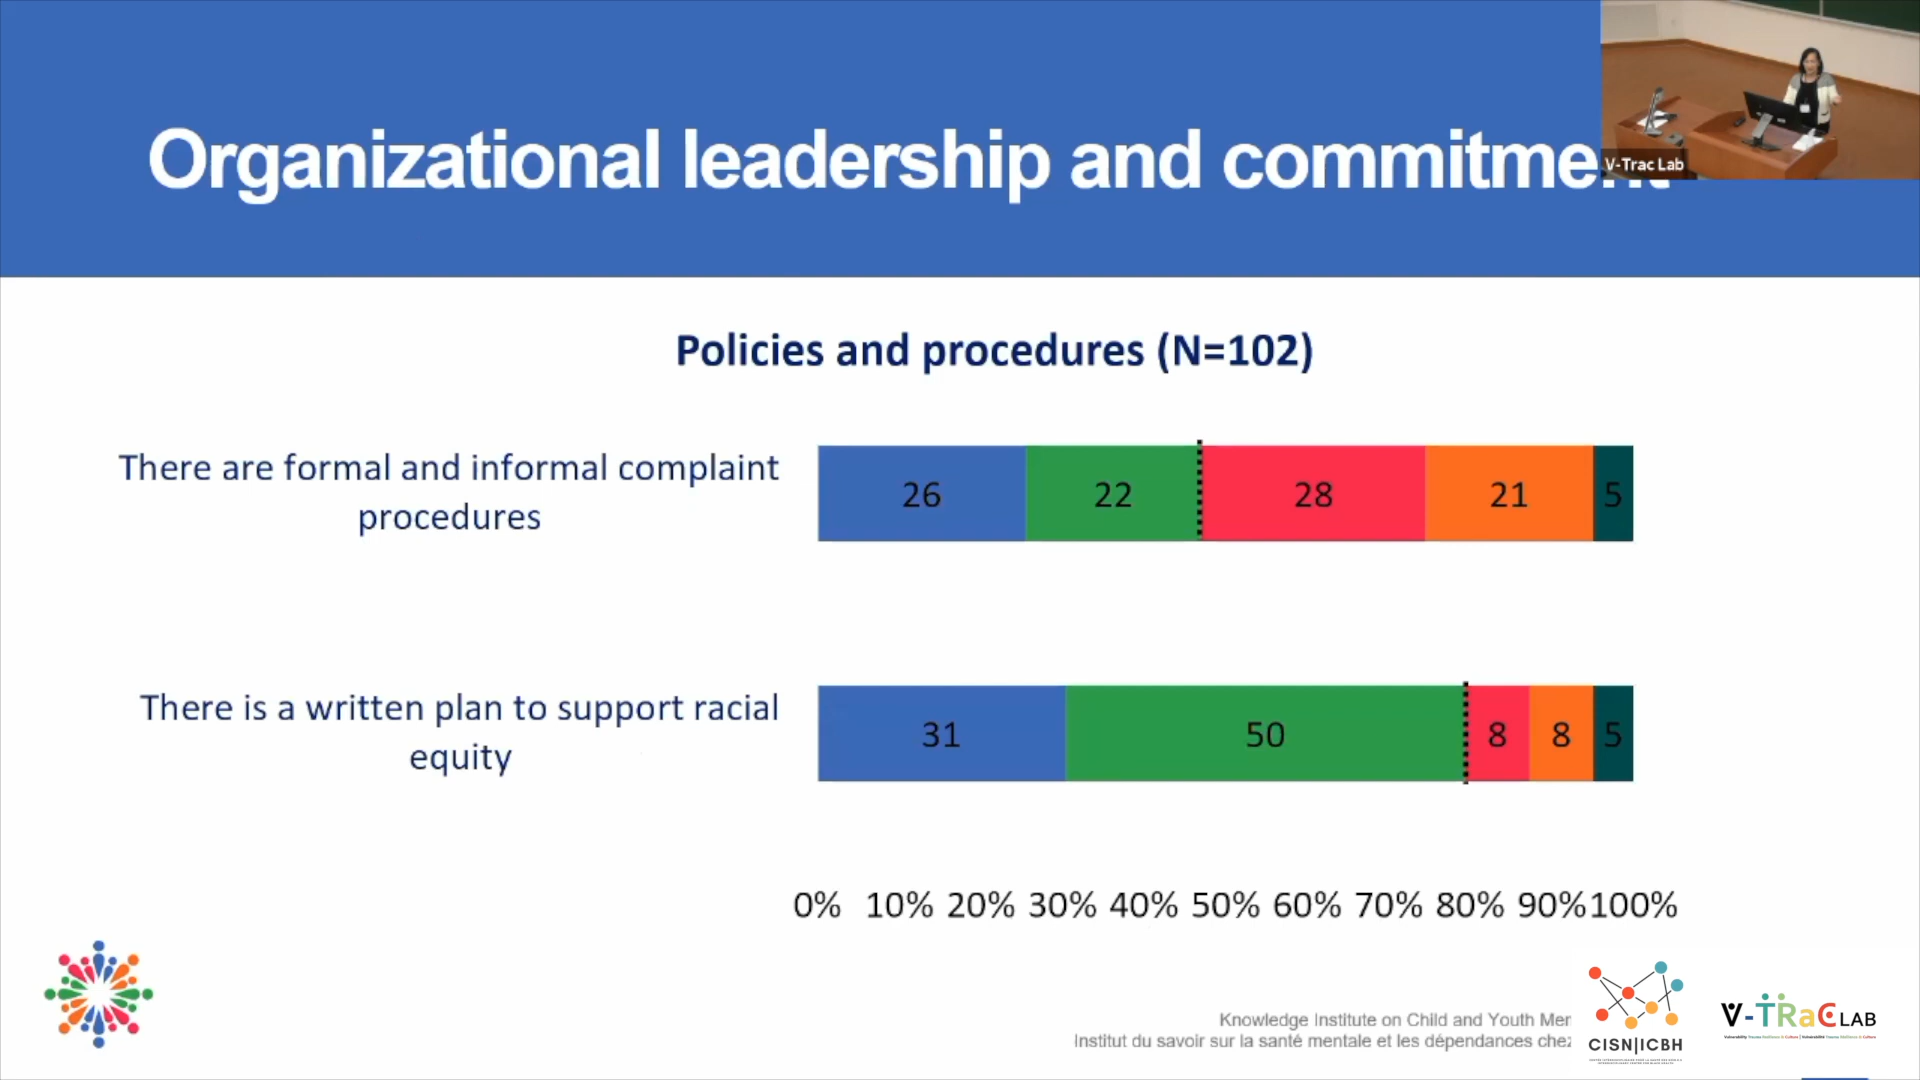 Organizational leadership and commitme
V-Trac Lab
Policies and procedures (N=102)
There are formal and informal complaint
procedures
26 22 28 21 5
There is a written plan to support racial
equity
31 50 8 8 5
0% 10% 20% 30% 40% 50% 60% 70% 80% 90% 100%
Knowledge Institute on Child and Youth Men
Institut du savoir sur la santé mentale et les dépendances chez
CISN|ICBH
V-TRaC LAB